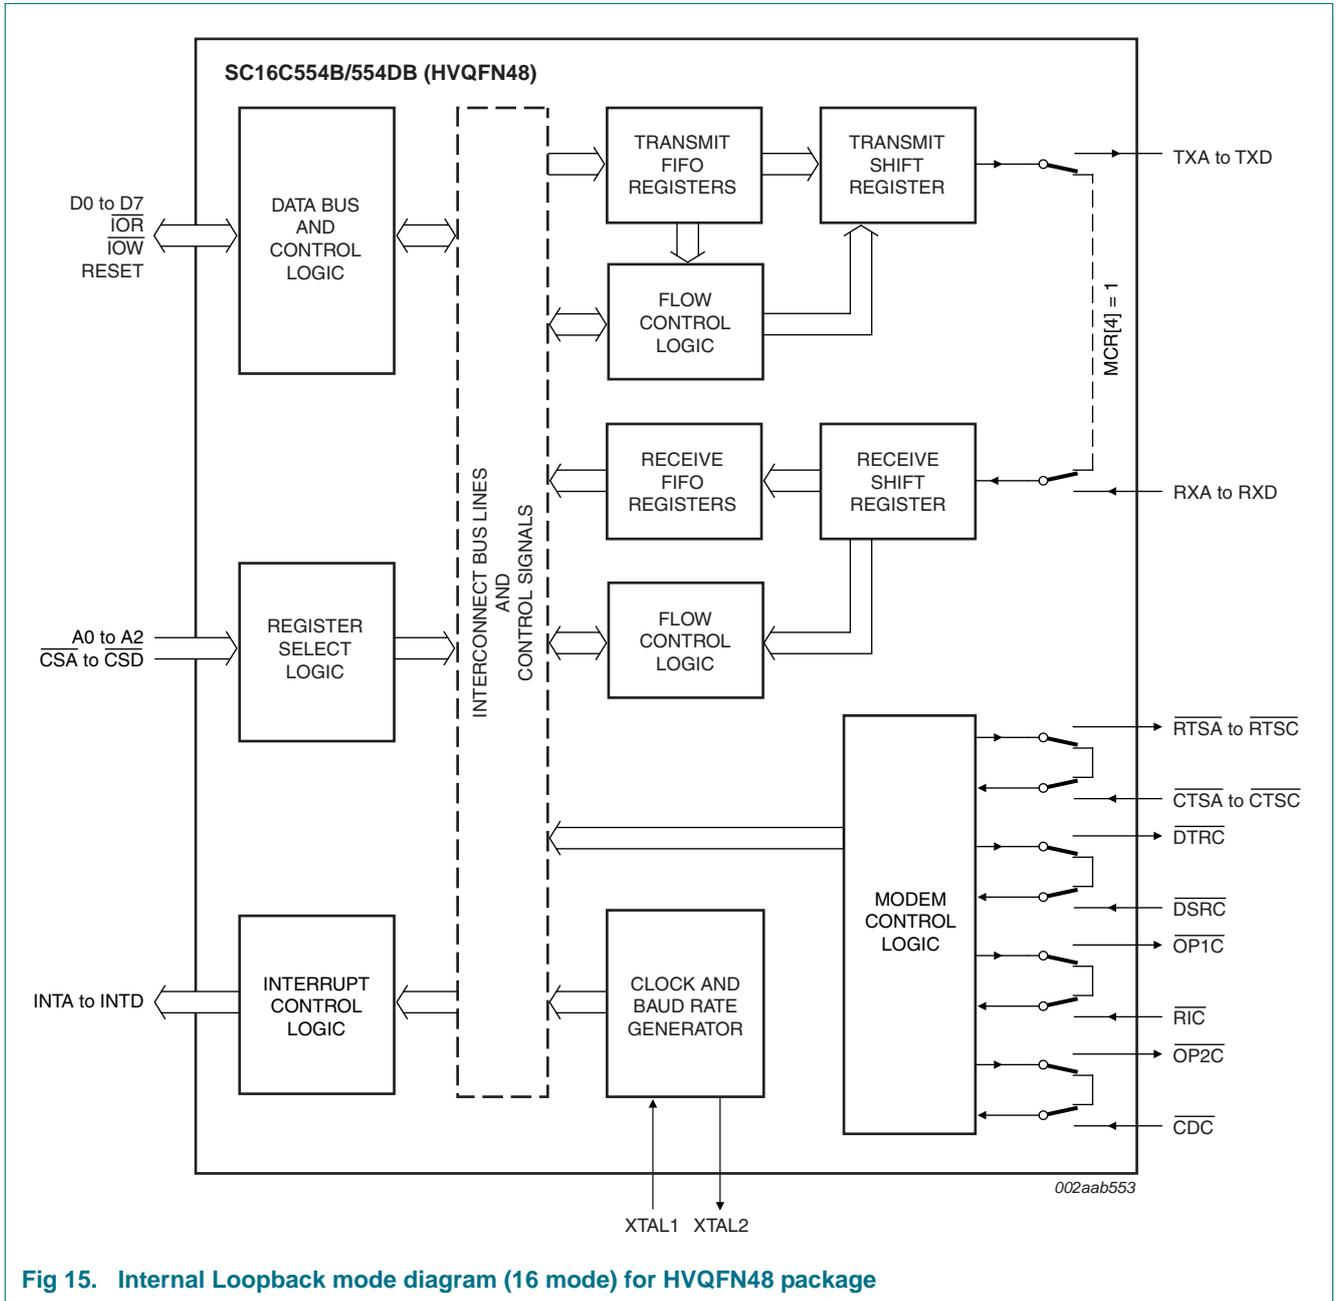 SC16C554B/554DB (HVQFN48)
D0 to D7
IOR
IOW
RESET
DATA BUS
AND
CONTROL
LOGIC
TRANSMIT
FIFO
REGISTERS
TRANSMIT
SHIFT
REGISTER
TXA to TXD
FLOW
CONTROL
LOGIC
MCR[4] = 1
RECEIVE
FIFO
REGISTERS
RECEIVE
SHIFT
REGISTER
RXA to RXD
INTERCONNECT BUS LINES
AND
CONTROL SIGNALS
A0 to A2
CSA to CSD
REGISTER
SELECT
LOGIC
FLOW
CONTROL
LOGIC
RTSA to RTSC
CTSA to CTSC
DTRC
DSRC
OP1C
RIC
OP2C
CDC
MODEM
CONTROL
LOGIC
INTA to INTD
INTERRUPT
CONTROL
LOGIC
CLOCK AND
BAUD RATE
GENERATOR
XTAL1 XTAL2
002aab553
Fig 15. Internal Loopback mode diagram (16 mode) for HVQFN48 package